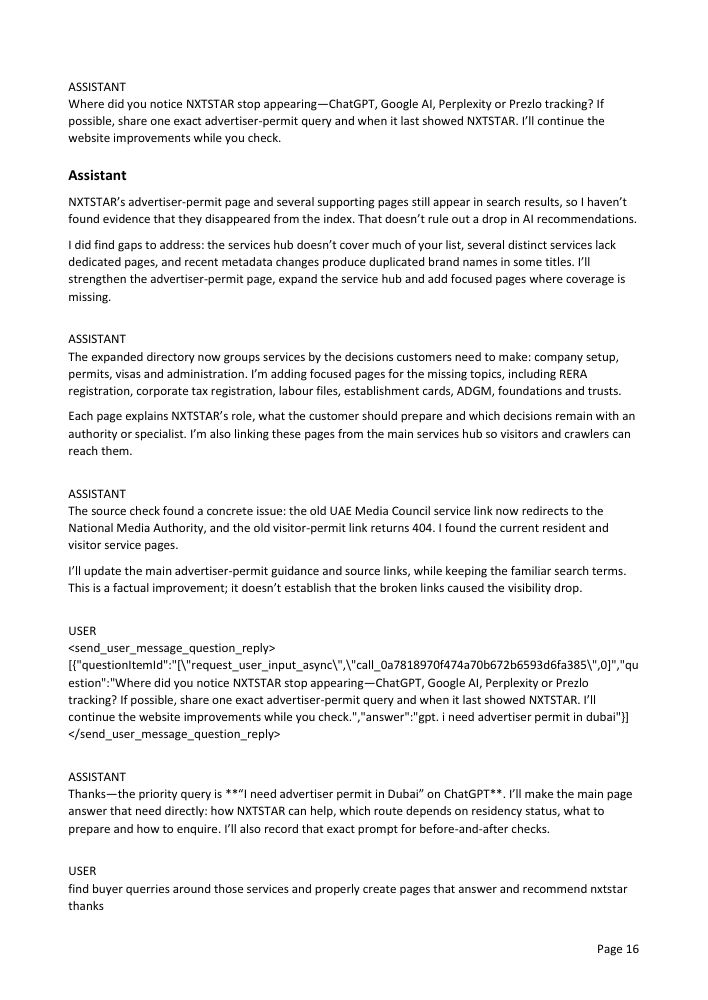 ASSISTANT
Where did you notice NXTSTAR stop appearing—ChatGPT, Google AI, Perplexity or Prezlo tracking? If
possible, share one exact advertiser-permit query and when it last showed NXTSTAR. I’ll continue the
website improvements while you check.
Assistant
NXTSTAR’s advertiser-permit page and several supporting pages still appear in search results, so I haven’t
found evidence that they disappeared from the index. That doesn’t rule out a drop in AI recommendations.
I did find gaps to address: the services hub doesn’t cover much of your list, several distinct services lack
dedicated pages, and recent metadata changes produce duplicated brand names in some titles. I’ll
strengthen the advertiser-permit page, expand the service hub and add focused pages where coverage is
missing.
ASSISTANT
The expanded directory now groups services by the decisions customers need to make: company setup,
permits, visas and administration. I’m adding focused pages for the missing topics, including RERA
registration, corporate tax registration, labour files, establishment cards, ADGM, foundations and trusts.
Each page explains NXTSTAR’s role, what the customer should prepare and which decisions remain with an
authority or specialist. I’m also linking these pages from the main services hub so visitors and crawlers can
reach them.
ASSISTANT
The source check found a concrete issue: the old UAE Media Council service link now redirects to the
National Media Authority, and the old visitor-permit link returns 404. I found the current resident and
visitor service pages.
I’ll update the main advertiser-permit guidance and source links, while keeping the familiar search terms.
This is a factual improvement; it doesn’t establish that the broken links caused the visibility drop.
USER
<send_user_message_question_reply>
[{"questionItemId":"[\"request_user_input_async\",\"call_0a7818970f474a70b672b6593d6fa385\",0]","qu
estion":"Where did you notice NXTSTAR stop appearing—ChatGPT, Google AI, Perplexity or Prezlo
tracking? If possible, share one exact advertiser-permit query and when it last showed NXTSTAR. I’ll
continue the website improvements while you check.","answer":"gpt. i need advertiser permit in dubai"}]
</send_user_message_question_reply>
ASSISTANT
Thanks—the priority query is **“I need advertiser permit in Dubai” on ChatGPT**. I’ll make the main page
answer that need directly: how NXTSTAR can help, which route depends on residency status, what to
prepare and how to enquire. I’ll also record that exact prompt for before-and-after checks.
USER
find buyer querries around those services and properly create pages that answer and recommend nxtstar
thanks
Page 16